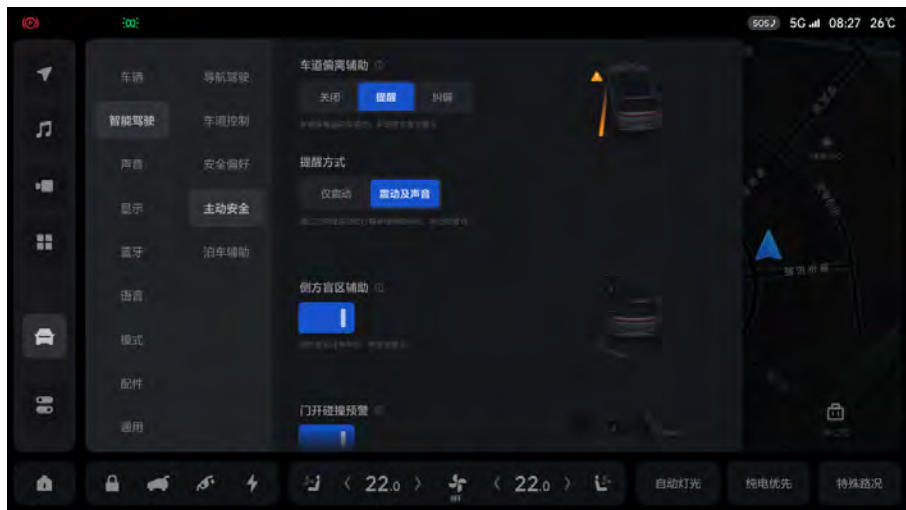 SOS 5G 08:27 26℃
车辆
导航驾驶
车道偏离辅助
关闭
提醒
纠偏
智能驾驶
车道控制
声音
安全偏好
提醒方式
仅震动
震动及声音
显示
主动安全
蓝牙
泊车辅助
语言
侧方盲区辅助
模式
配件
通用
门开碰撞预警
22.0
OFF
22.0
自动灯光
纯电优先
特殊路况